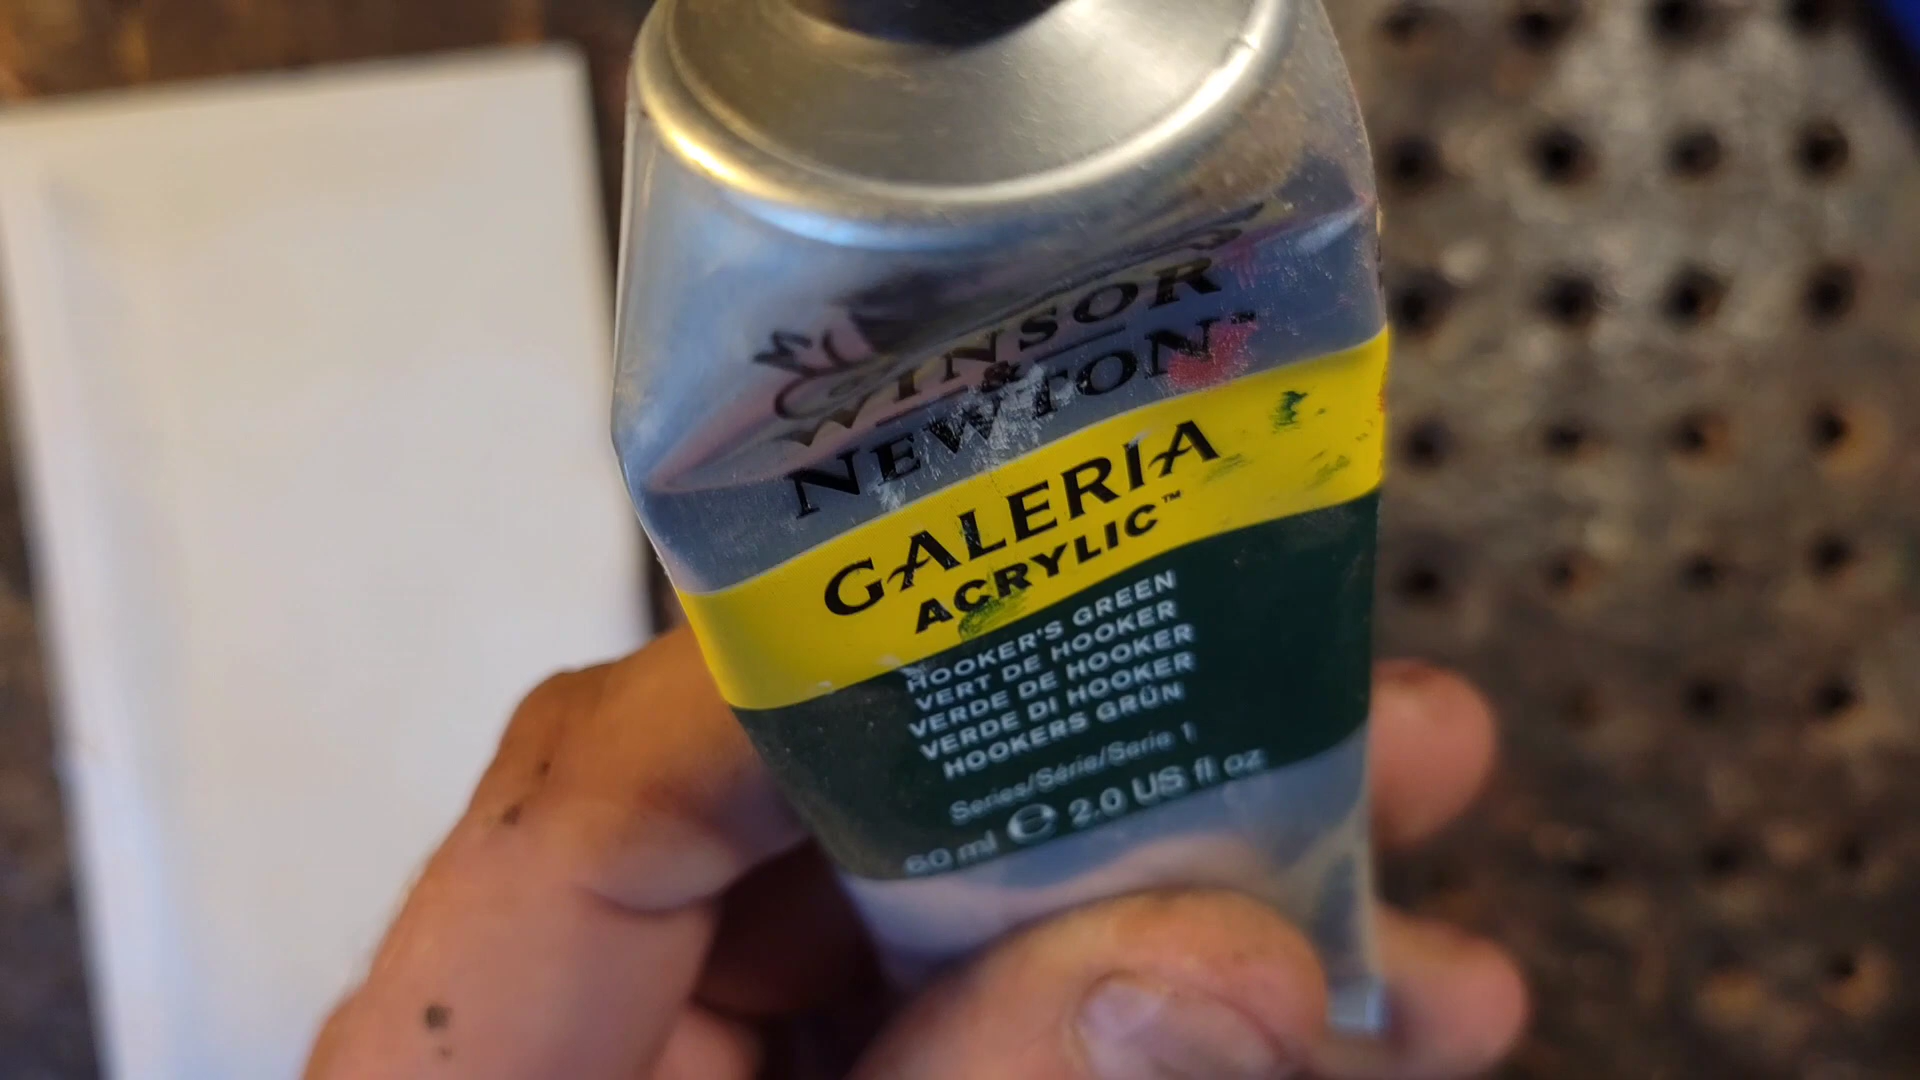 WINSOR
&
NEWTON™
GALERIA
ACRYLIC™
HOOKER'S GREEN
VERT DE HOOKER
VERDE DE HOOKER
VERDE DI HOOKER
HOOKERS GRÜN
Series/Série/Serie 1
60 ml ℮ 2.0 US fl oz